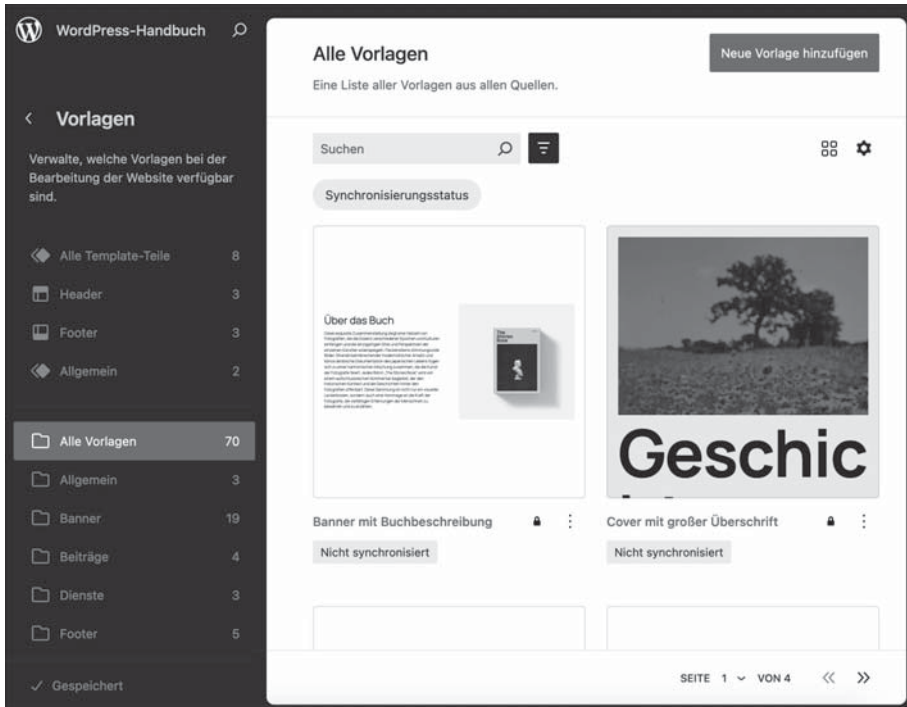 WordPress-Handbuch
Vorlagen
Verwalte, welche Vorlagen bei der
Bearbeitung der Website verfügbar
sind.
Alle Template-Teile 8
Header 3
Footer 3
Allgemein 2
Alle Vorlagen 70
Allgemein 3
Banner 19
Beiträge 4
Dienste 3
Footer 5
Gespeichert
Alle Vorlagen
Neue Vorlage hinzufügen
Eine Liste aller Vorlagen aus allen Quellen.
Suchen
Synchronisierungsstatus
Über das Buch
Geschic
Banner mit Buchbeschreibung
Nicht synchronisiert
Cover mit großer Überschrift
Nicht synchronisiert
SEITE 1 VON 4